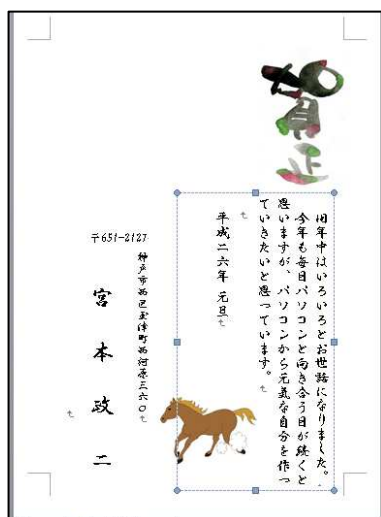 賀正
旧年中はいろいろとお世話になりました。
今年も毎日パソコンと向き合う日が続くと
思いますが、パソコンから元気な自分を作っ
ていきたいと思っています。
平成二六年 元旦
〒651-2127
神戸市西区玉津町西河原三六〇
宮本政二